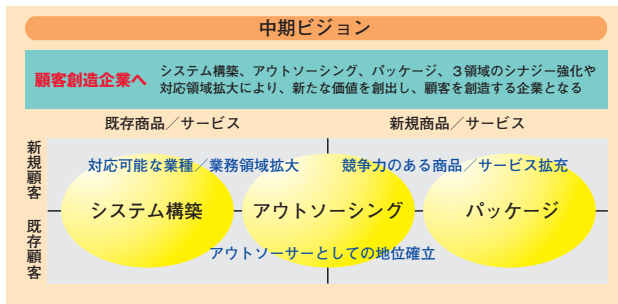 中期ビジョン
顧客創造企業へ
システム構築、アウトソーシング、パッケージ、３領域のシナジー強化や
対応領域拡大により、新たな価値を創出し、顧客を創造する企業となる
既存商品／サービス
新規商品／サービス
新規顧客
既存顧客
対応可能な業種／業務領域拡大
競争力のある商品／サービス拡充
システム構築
アウトソーシング
パッケージ
アウトソーサーとしての地位確立